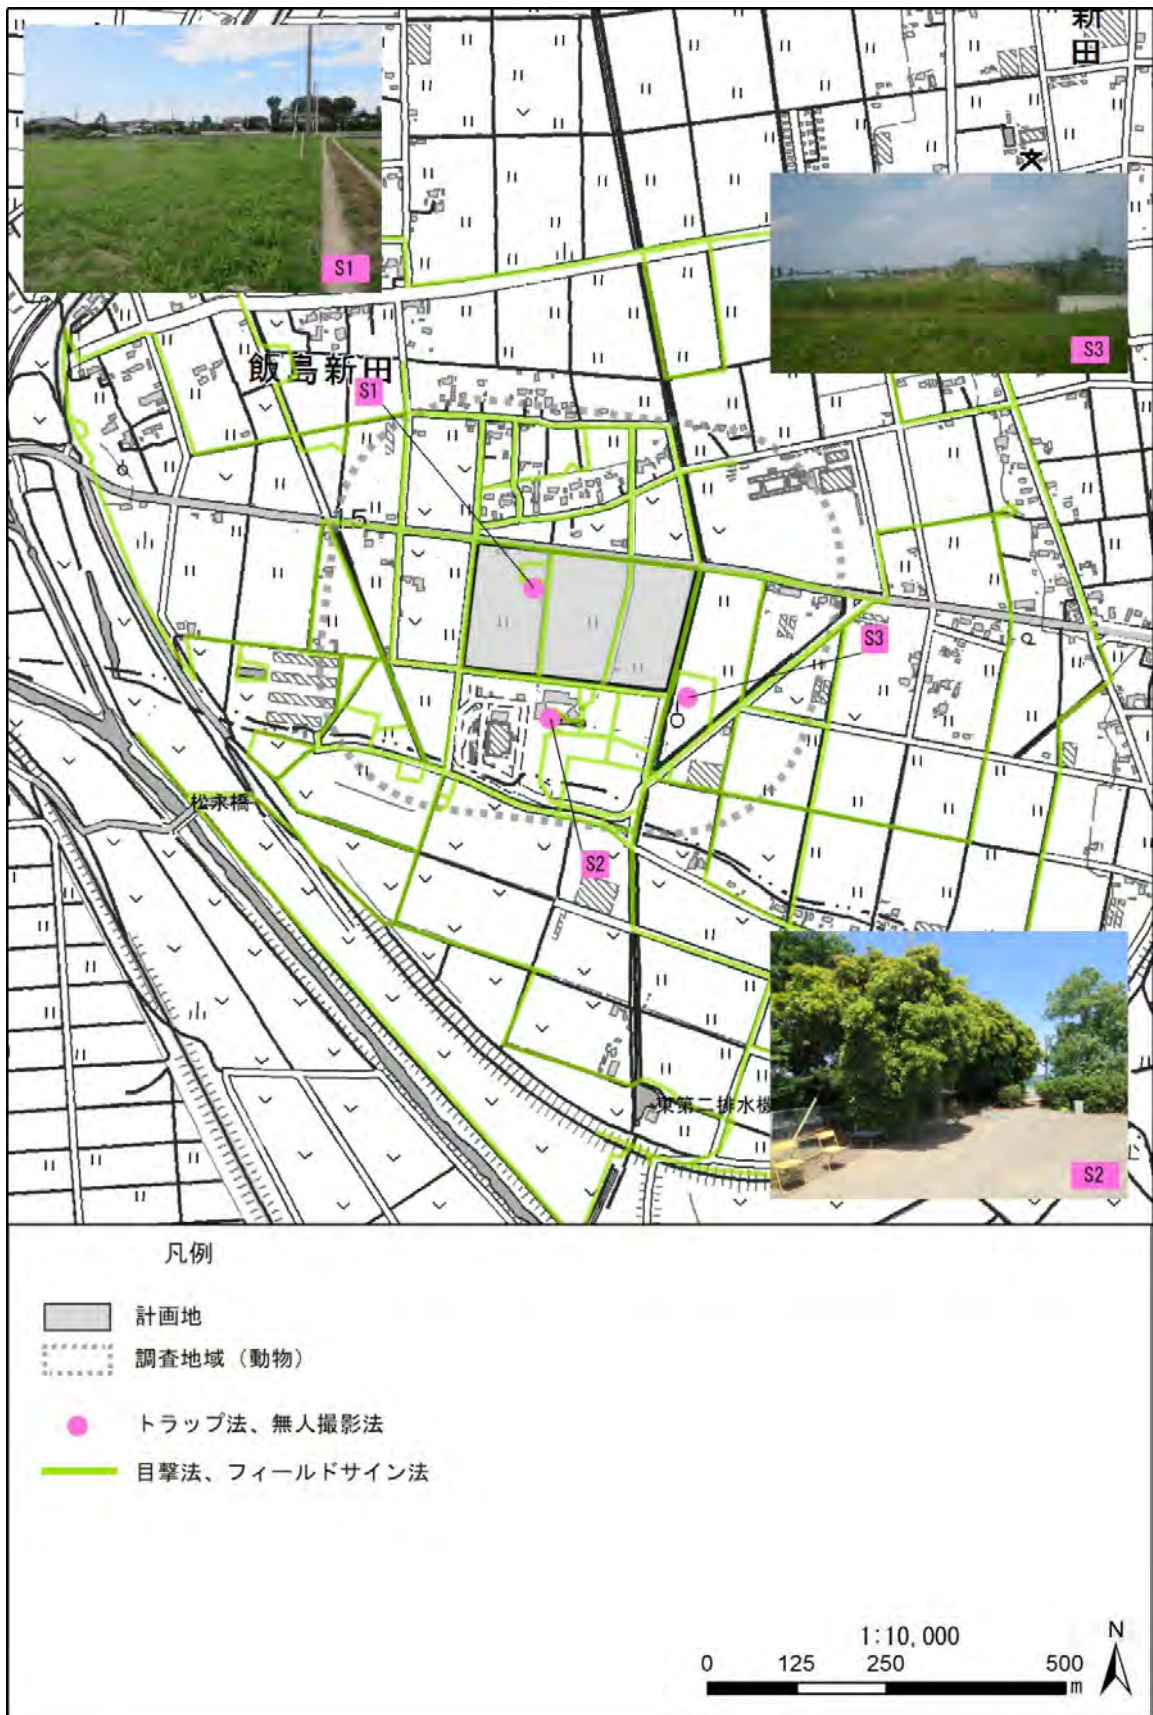 新
田
S1
S3
飯島新田
S1
15
S3
松永橋
S2
東第二排水機
S2
凡例
計画地
調査地域（動物）
トラップ法、無人撮影法
目撃法、フィールドサイン法
1:10,000
0 125 250 500
m
N